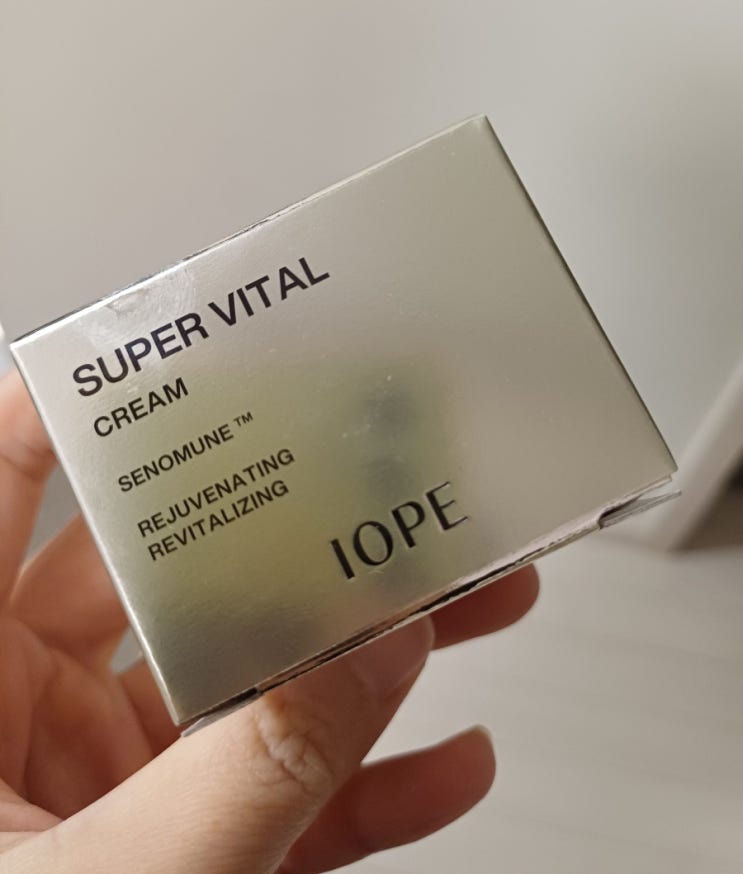 SUPER VITAL
CREAM
SENOMUNE™
REJUVENATING
REVITALIZING
IOPE